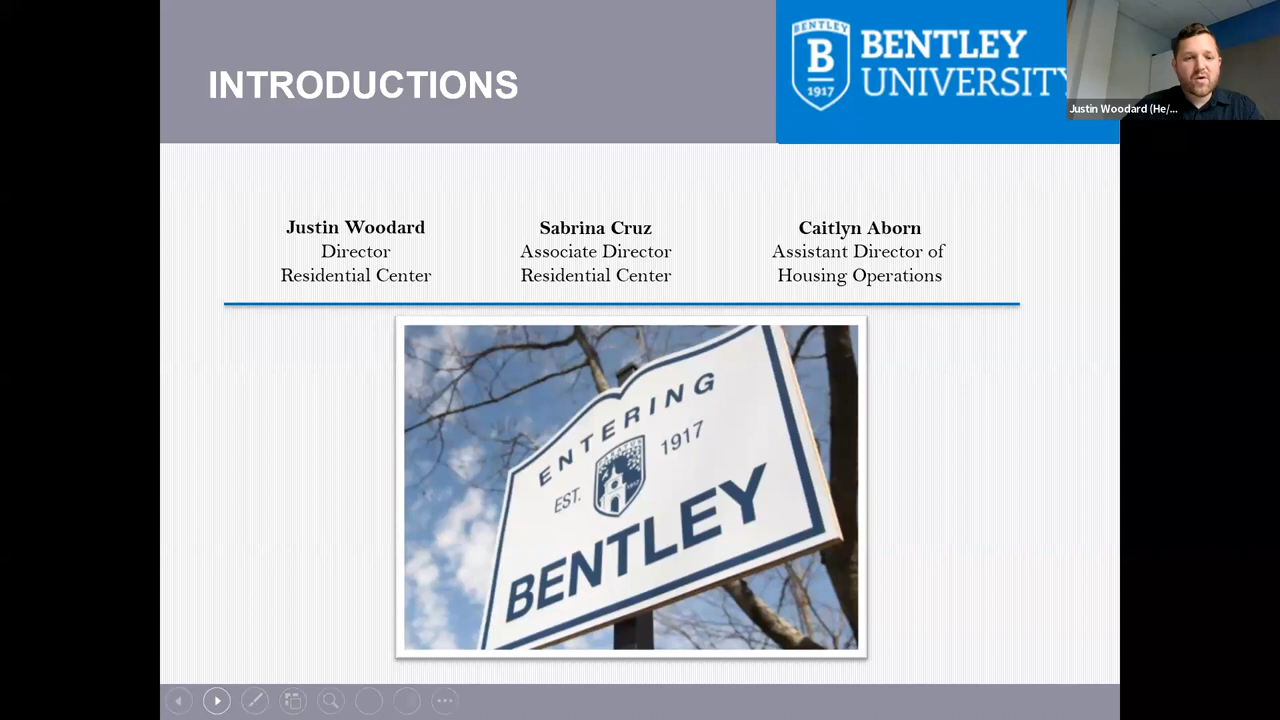 INTRODUCTIONS
BENTLEY
B
1917
BENTLEY
UNIVERSITY
Justin Woodard (He/...
Justin Woodard
Director
Residential Center
Sabrina Cruz
Associate Director
Residential Center
Caitlyn Aborn
Assistant Director of
Housing Operations
ENTERING
EST.
1917
BENTLEY